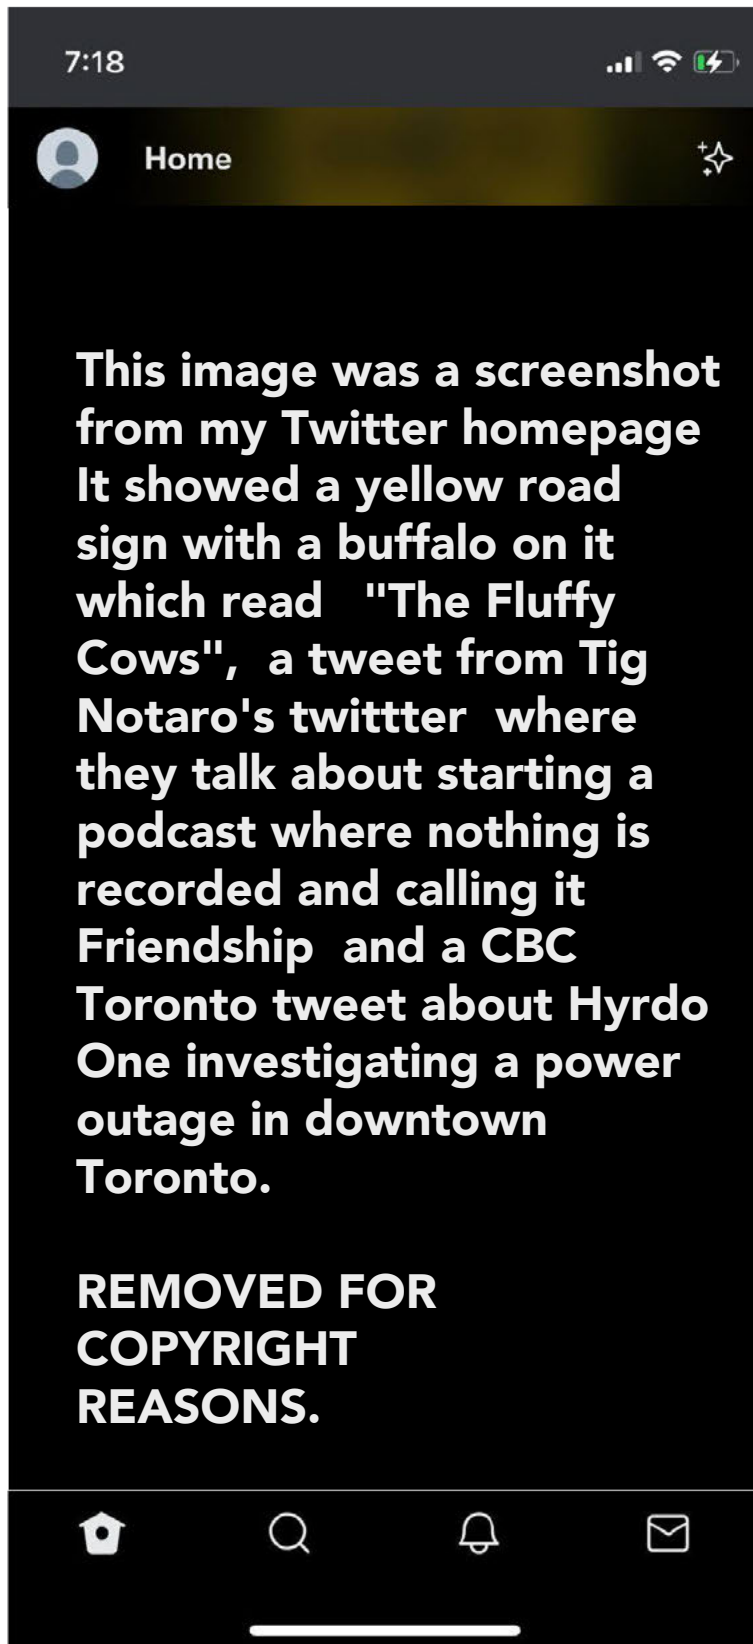 7:18
Home
This image was a screenshot
from my Twitter homepage
It showed a yellow road
sign with a buffalo on it
which read "The Fluffy
Cows", a tweet from Tig
Notaro's twittter where
they talk about starting a
podcast where nothing is
recorded and calling it
Friendship and a CBC
Toronto tweet about Hyrdo
One investigating a power
outage in downtown
Toronto.
REMOVED FOR
COPYRIGHT
REASONS.